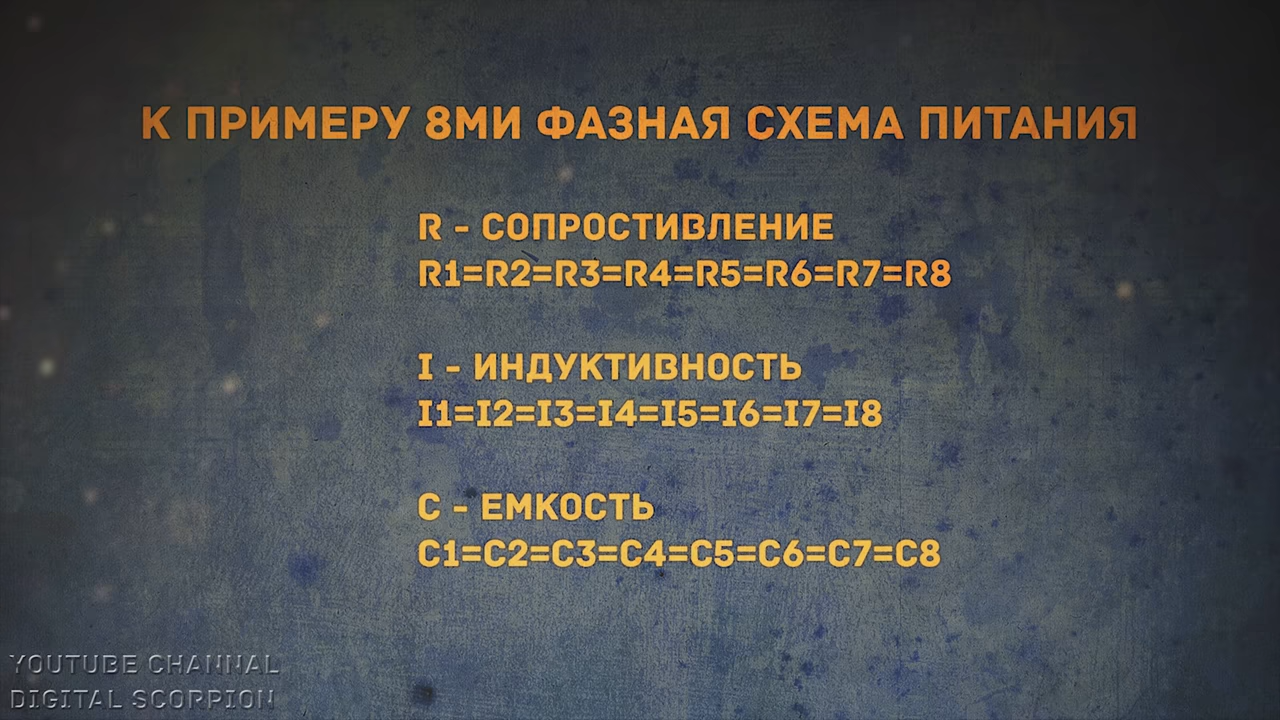 К ПРИМЕРУ 8МИ ФАЗНАЯ СХЕМА ПИТАНИЯ
R - СОПРОСТИВЛЕНИЕ
R1=R2=R3=R4=R5=R6=R7=R8
I - ИНДУКТИВНОСТЬ
I1=I2=I3=I4=I5=I6=I7=I8
C - ЕМКОСТЬ
C1=C2=C3=C4=C5=C6=C7=C8
YOUTUBE CHANNAL
DIGITAL SCORPION